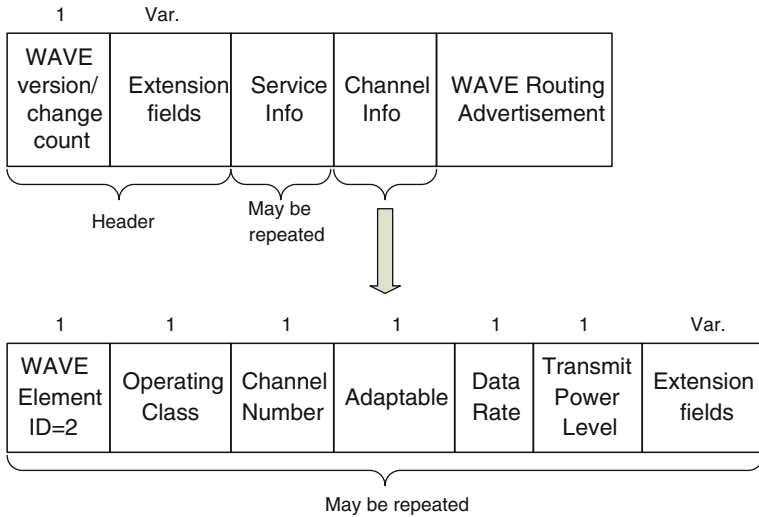 1 Var.
WAVE version/ change count
Extension fields
Service Info
Channel Info
WAVE Routing Advertisement
Header
May be repeated
1 1 1 1 1 1 Var.
WAVE Element ID=2
Operating Class
Channel Number
Adaptable
Data Rate
Transmit Power Level
Extension fields
May be repeated